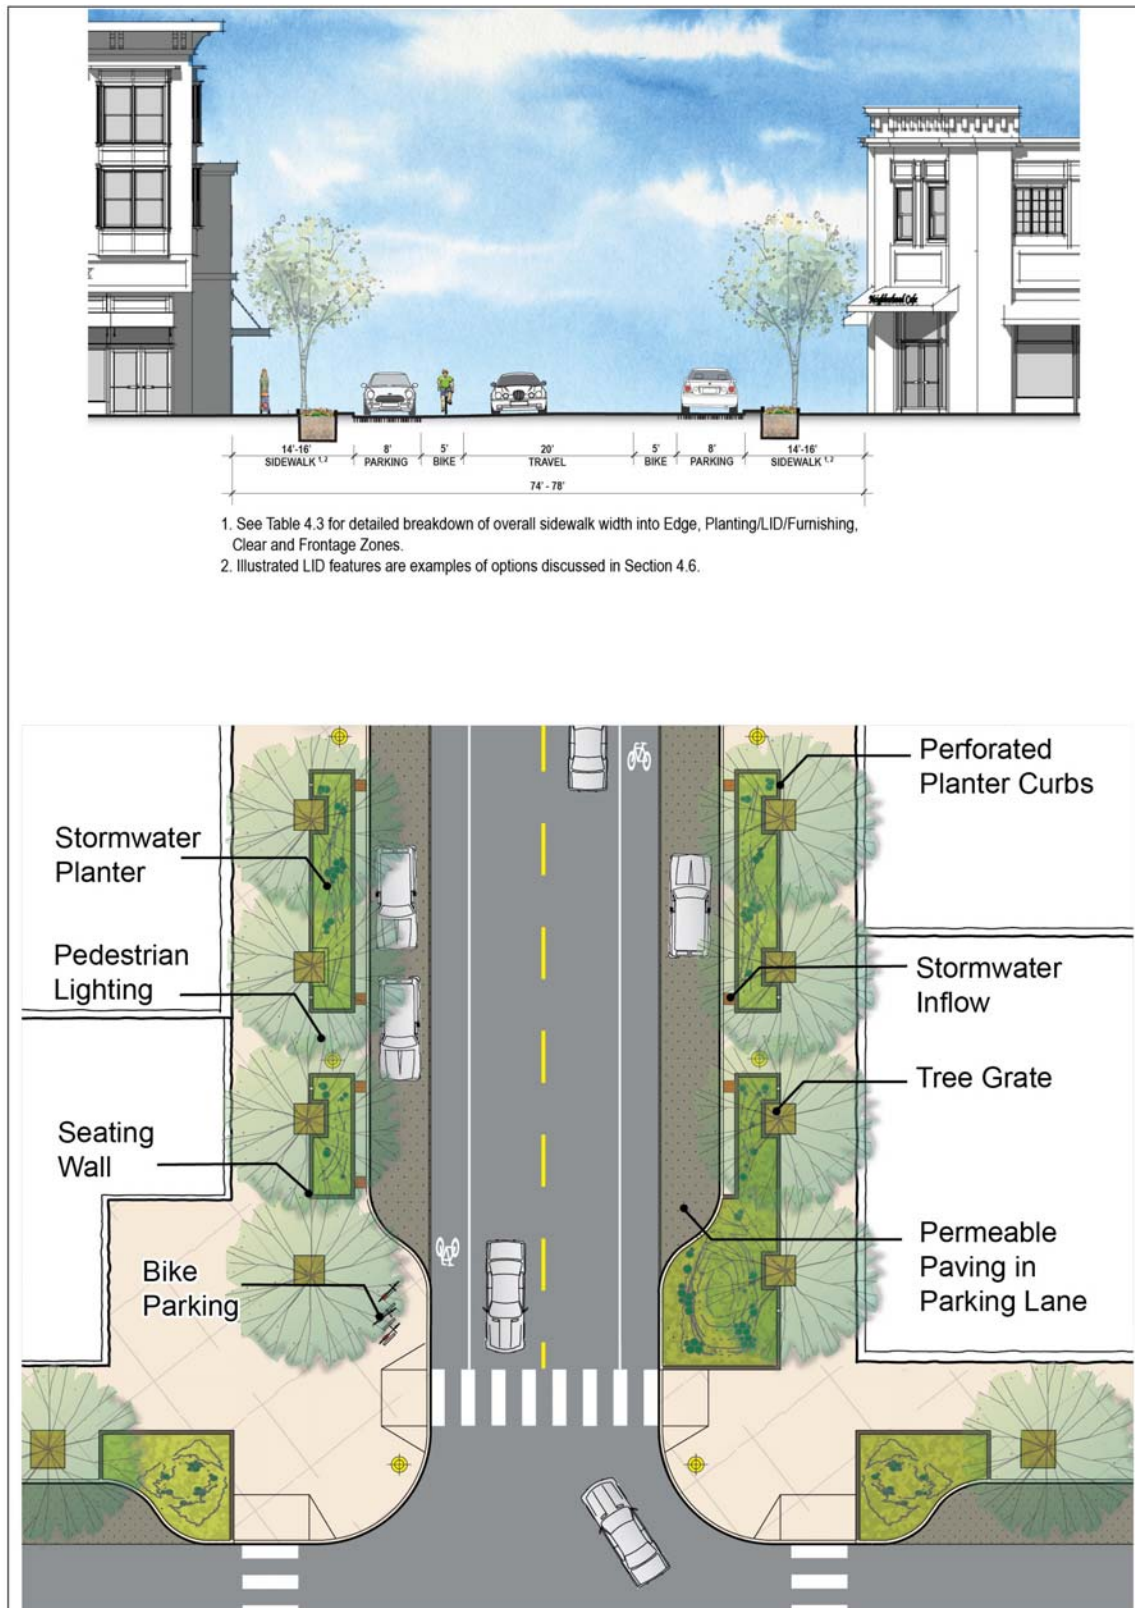 Neighborhood Cafe
14'-16' 8' 5' 20' 5' 8' 14'-16'
SIDEWALK 1, 2 PARKING BIKE TRAVEL BIKE PARKING SIDEWALK 1, 2
74' - 78'
1. See Table 4.3 for detailed breakdown of overall sidewalk width into Edge, Planting/LID/Furnishing,
Clear and Frontage Zones.
2. Illustrated LID features are examples of options discussed in Section 4.6.
Perforated
Planter Curbs
Stormwater
Planter
Pedestrian
Lighting
Stormwater
Inflow
Tree Grate
Seating
Wall
Permeable
Paving in
Parking Lane
Bike
Parking